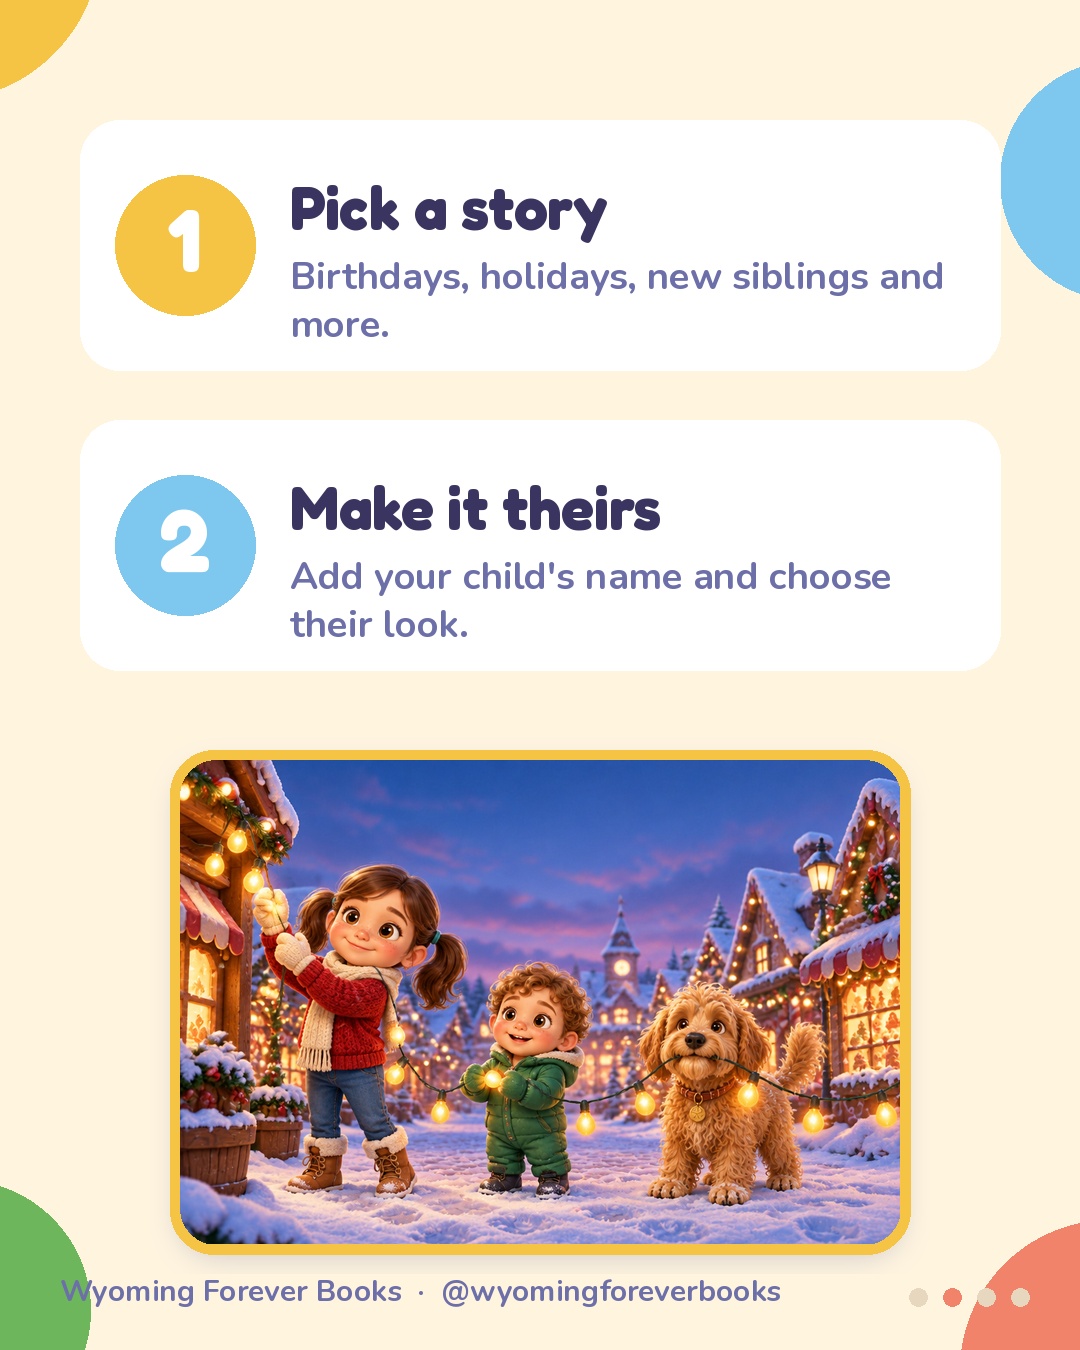 1
Pick a story
Birthdays, holidays, new siblings and
more.
2
Make it theirs
Add your child's name and choose
their look.
Wyoming Forever Books · @wyomingforeverbooks